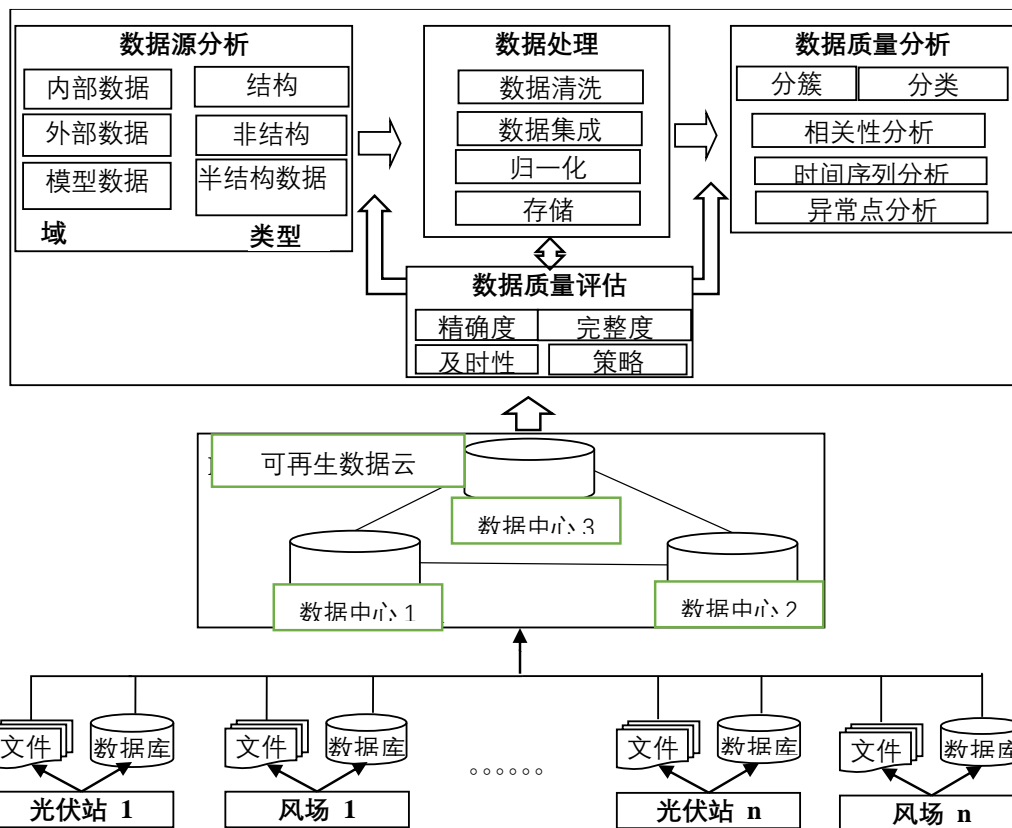 数据源分析
内部数据
外部数据
模型数据
域
结构
非结构
半结构数据
类型
数据处理
数据清洗
数据集成
归一化
存储
数据质量分析
分簇
分类
相关性分析
时间序列分析
异常点分析
数据质量评估
精确度
完整度
及时性
策略
可再生数据云
数据中心 3
数据中心 1
数据中心 2
文件
数据库
文件
数据库
。。。。。。
文件
数据库
文件
数据库
光伏站 1
风场 1
光伏站 n
风场 n